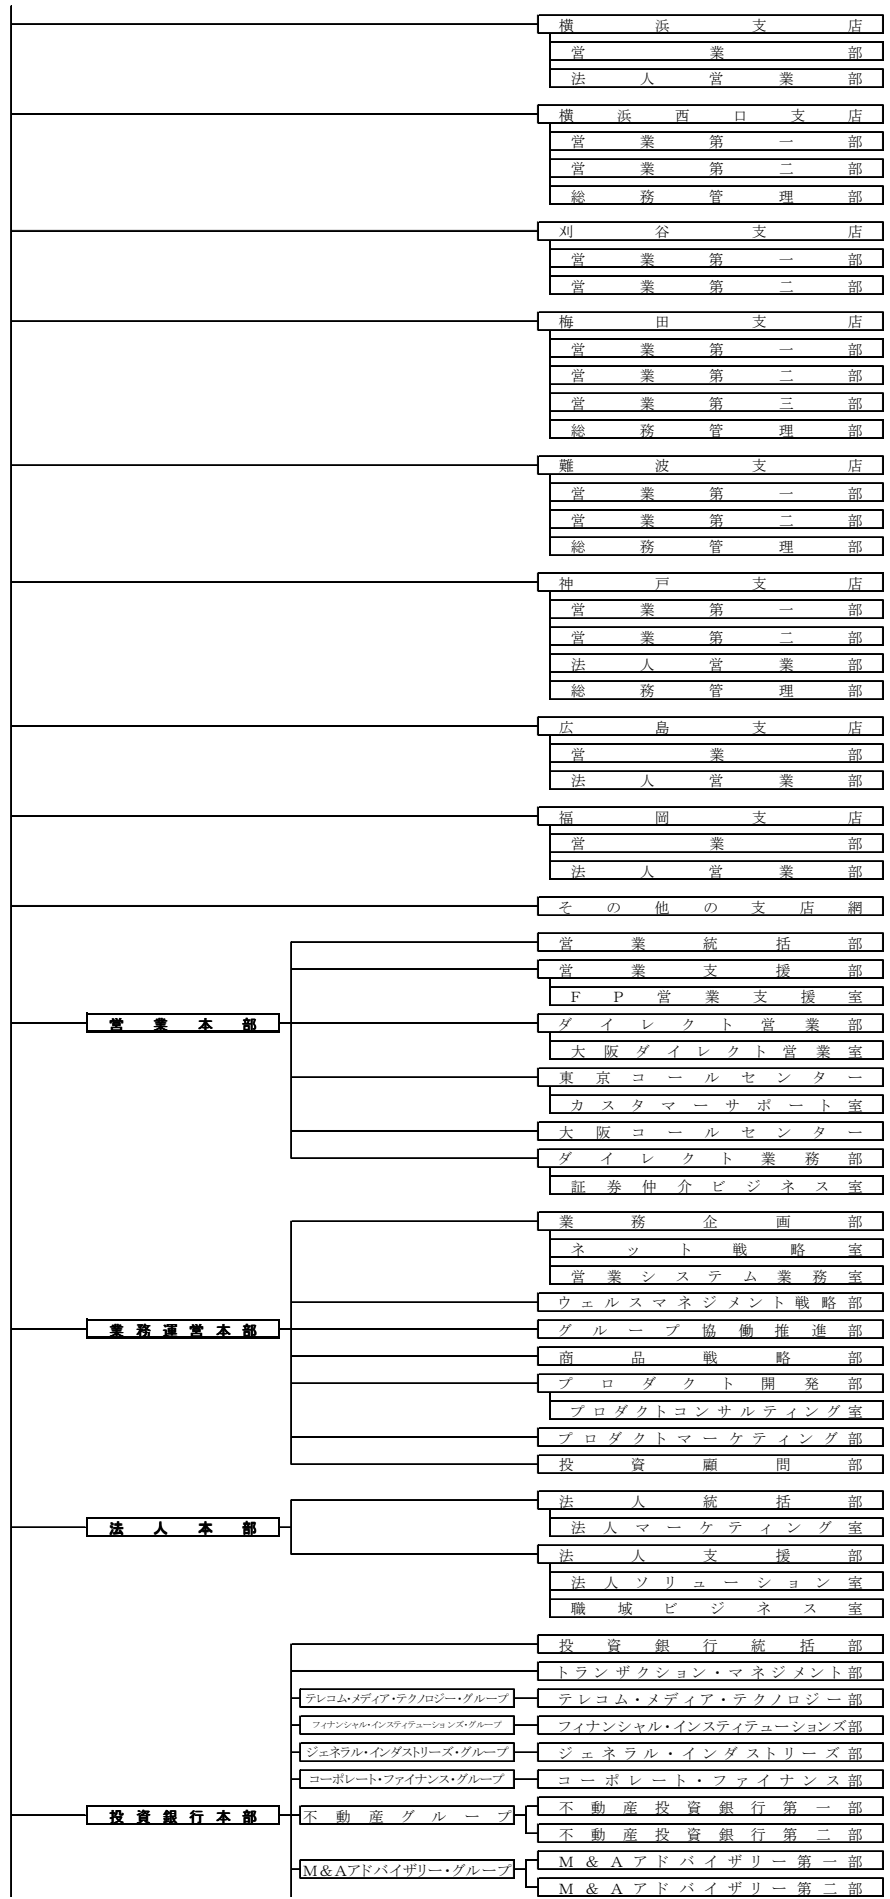 横浜支店
営業部
法人営業部
横浜西口支店
営業第一部
営業第二部
総務管理部
刈谷支店
営業第一部
営業第二部
梅田支店
営業第一部
営業第二部
営業第三部
総務管理部
難波支店
営業第一部
営業第二部
総務管理部
神戸支店
営業第一部
営業第二部
法人営業部
総務管理部
広島支店
営業部
法人営業部
福岡支店
営業部
法人営業部
その他の支店網
営業統括部
営業支援部
FP営業支援室
営業本部
ダイレクト営業部
大阪ダイレクト営業室
東京コールセンター
カスタマーサポート室
大阪コールセンター
ダイレクト業務部
証券仲介ビジネス室
業務企画部
ネット戦略室
営業システム業務室
ウェルスマネジメント戦略部
業務運営本部
グループ協働推進部
商品戦略部
プロダクト開発部
プロダクトコンサルティング室
プロダクトマーケティング部
投資顧問部
法人統括部
法人本部
法人マーケティング室
法人支援部
法人ソリューション室
職域ビジネス室
投資銀行統括部
トランザクション・マネジメント部
テレコム・メディア・テクノロジー・グループ
テレコム・メディア・テクノロジー部
フィナンシャル・インスティテューションズ・グループ
フィナンシャル・インスティテューションズ部
ジェネラル・インダストリーズ・グループ
ジェネラル・インダストリーズ部
コーポレート・ファイナンス・グループ
コーポレート・ファイナンス部
投資銀行本部
不動産グループ
不動産投資銀行第一部
不動産投資銀行第二部
M&Aアドバイザリー・グループ
M&Aアドバイザリー第一部
M&Aアドバイザリー第二部